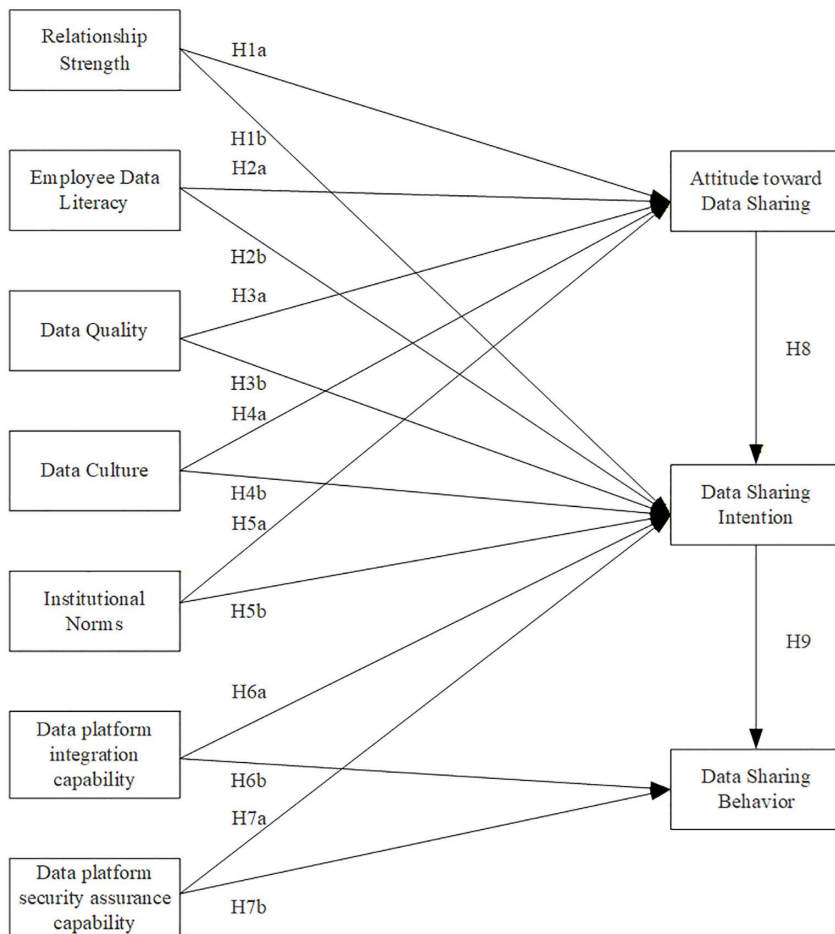 Relationship
Strength
H1a
H1b
Employee Data
Literacy
H2a
Attitude toward
Data Sharing
H2b
H3a
Data Quality
H8
H3b
H4a
Data Culture
H4b
Data Sharing
Intention
H5a
Institutional
Norms
H5b
H9
H6a
Data platform
integration
capability
H6b
Data Sharing
Behavior
H7a
Data platform
security assurance
capability
H7b